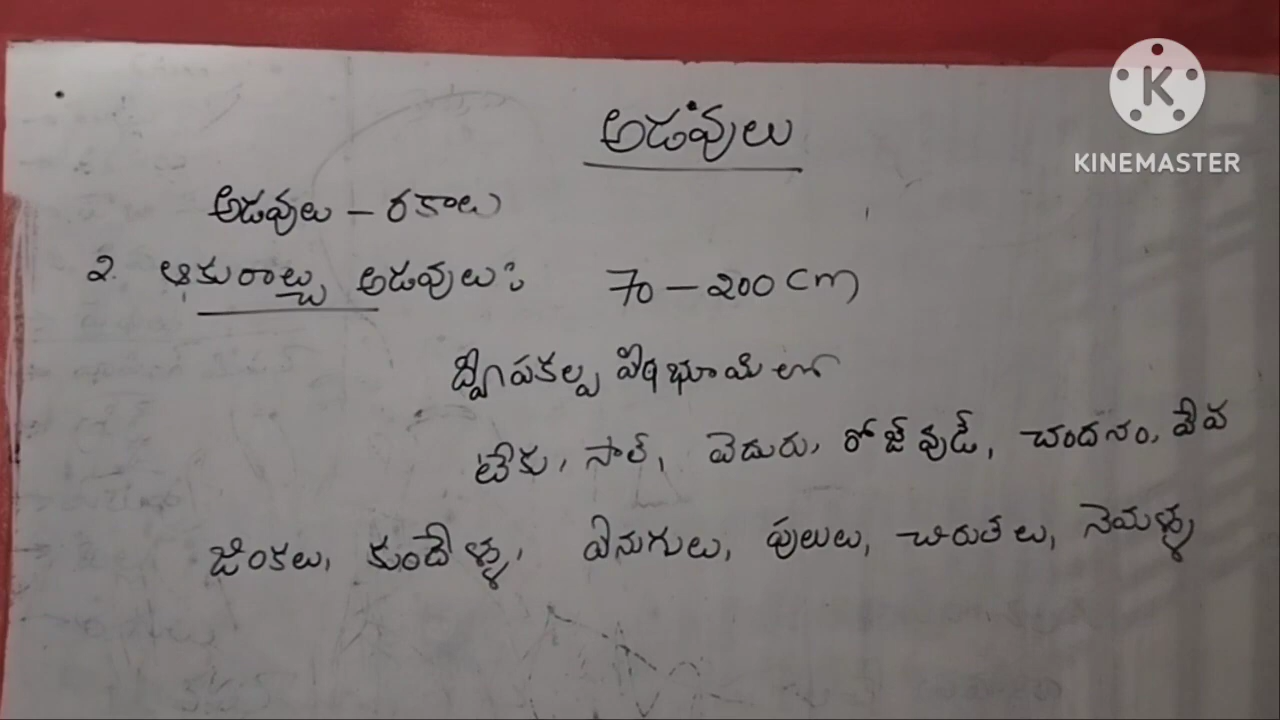 అడవులు
KINEMASTER
అడవులు – రకాలు
2. ఆకురాల్చు అడవులు : 70 – 200 cm
ద్వీపకల్ప పీఠభూమిలో
టేకు, సాల్, వెదురు, రోజ్ వుడ్, చందనం, వేప
జింకలు, కుందేళ్ళు, ఏనుగులు, పులులు, చిరుతలు, నెమళ్ళు